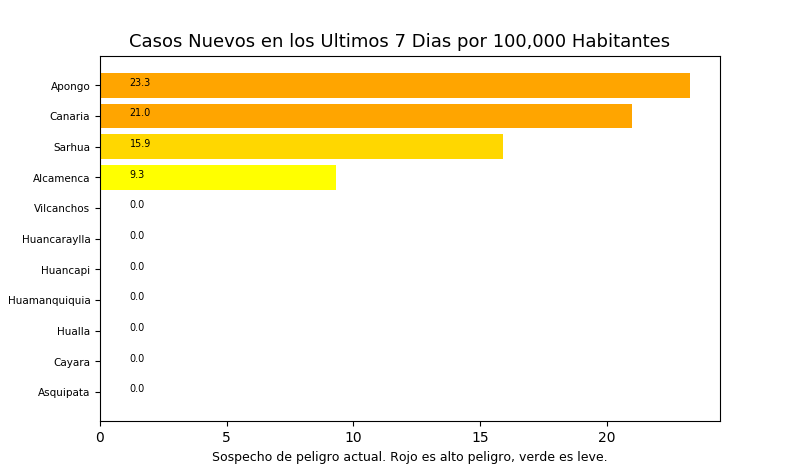 Casos Nuevos en los Ultimos 7 Dias por 100,000 Habitantes
Apongo 23.3
Canaria 21.0
Sarhua 15.9
Alcamenca 9.3
Vilcanchos 0.0
Huancaraylla 0.0
Huancapi 0.0
Huamanquiquia 0.0
Hualla 0.0
Cayara 0.0
Asquipata 0.0
0 5 10 15 20
Sospecho de peligro actual. Rojo es alto peligro, verde es leve.